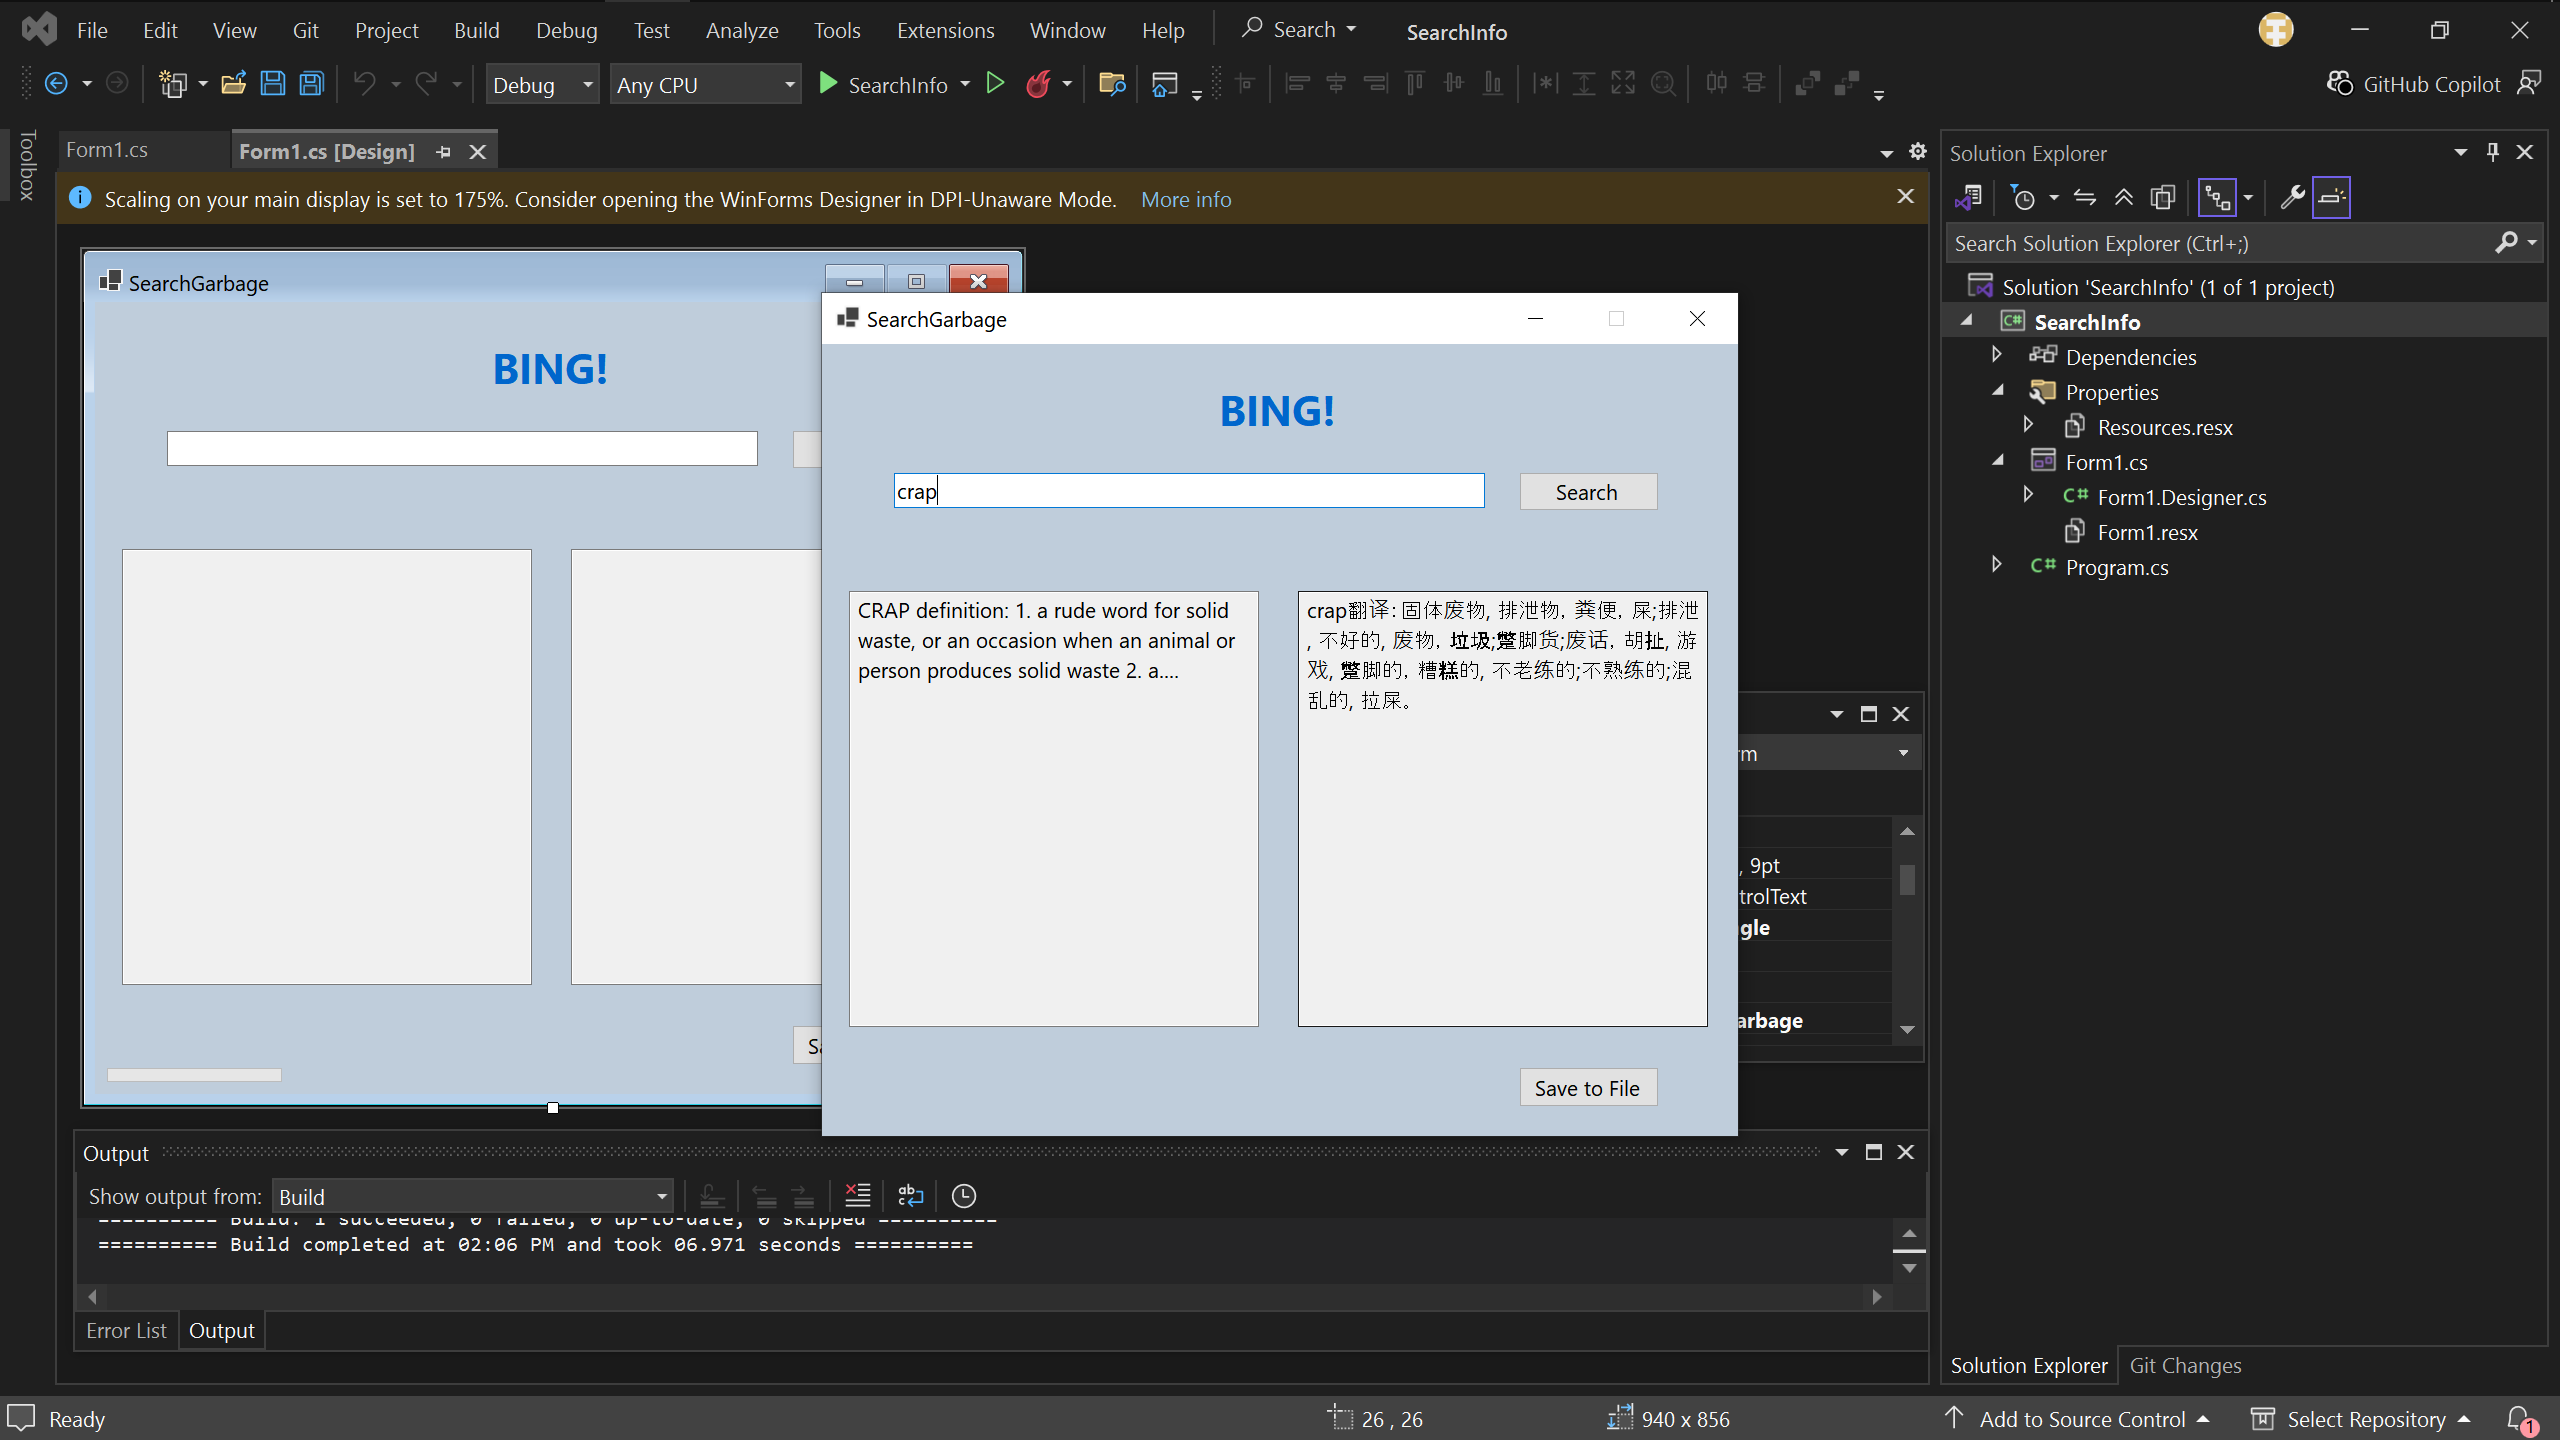 File Edit View Git Project Build Debug Test Analyze Tools Extensions Window Help Search SearchInfo
Debug Any CPU SearchInfo GitHub Copilot
Toolbox
Form1.cs Form1.cs [Design]
Scaling on your main display is set to 175%. Consider opening the WinForms Designer in DPI-Unaware Mode. More info
SearchGarbage
BING!
SearchGarbage
BING!
crap
Search
CRAP definition: 1. a rude word for solid
waste, or an occasion when an animal or
person produces solid waste 2. a....
crap翻译：固体废物, 排泄物，粪便，屎;排泄
, 不好的, 废物，垃圾;蹩脚货;废话，胡扯, 游
戏, 蹩脚的，糟糕的, 不老练的;不熟练的;混
乱的, 拉屎。
Save to File
, 9pt
Output
Show output from: Build
========== Build: 1 succeeded, 0 failed, 0 up-to-date, 0 skipped ==========
========== Build completed at 02:06 PM and took 06.971 seconds ==========
Error List Output
Solution Explorer
Search Solution Explorer (Ctrl+;)
Solution 'SearchInfo' (1 of 1 project)
SearchInfo
Dependencies
Properties
Resources.resx
Form1.cs
C# Form1.Designer.cs
Form1.resx
C# Program.cs
Solution Explorer Git Changes
Ready 26 , 26 940 x 856 Add to Source Control Select Repository 1